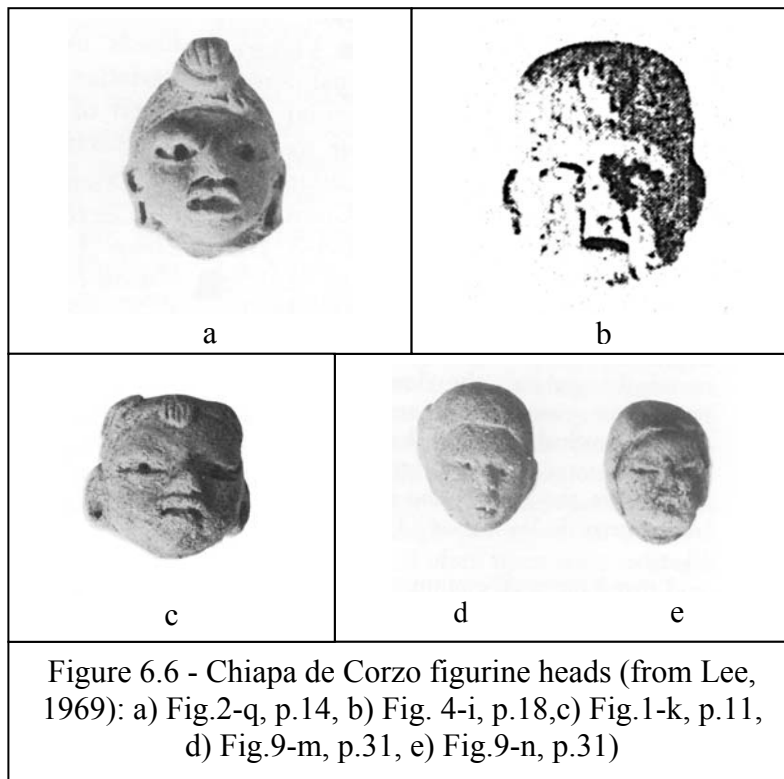 a
b
c
d
e
Figure 6.6 - Chiapa de Corzo figurine heads (from Lee,
1969): a) Fig.2-q, p.14, b) Fig. 4-i, p.18,c) Fig.1-k, p.11,
d) Fig.9-m, p.31, e) Fig.9-n, p.31)